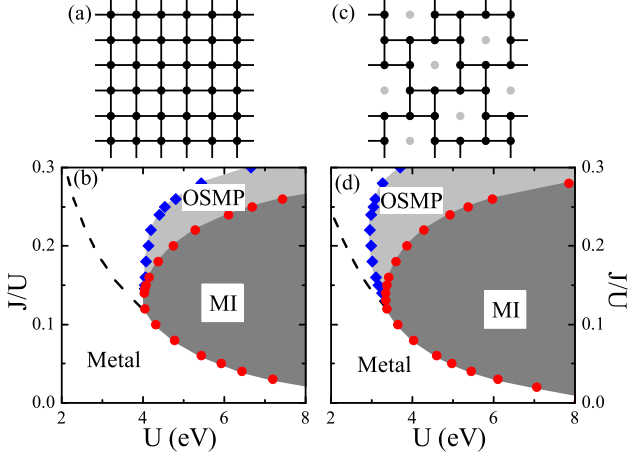 (a)
(c)
0.3
0.2
0.1
0.0
J/U
(b)
OSMP
MI
Metal
2
4
6
8
U (eV)
(d)
OSMP
MI
Metal
2
4
6
8
U (eV)
0.3
0.2
0.1
0.0
J/U